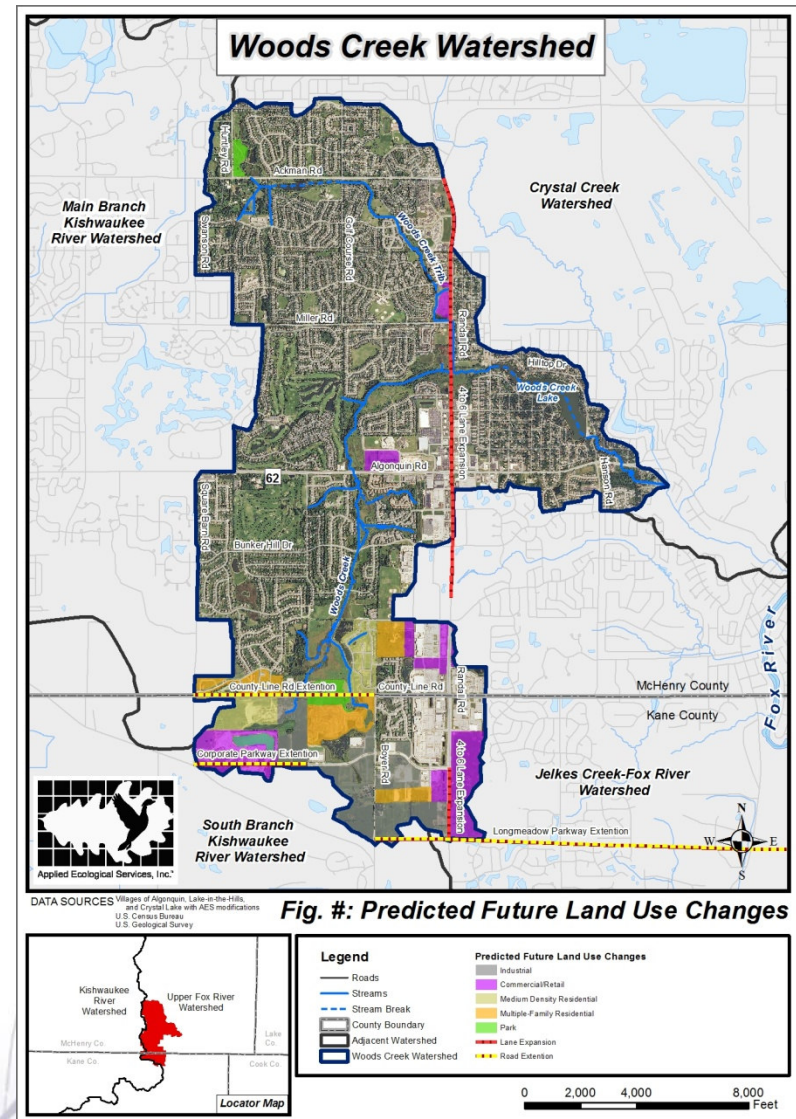 Woods Creek Watershed
Huntley Rd
Ackman Rd
Crystal Creek
Watershed
Main Branch
Kishwaukee
River Watershed
Swanson Rd
Golf Course Rd
Woods Creek Trib
Miller Rd
Randall Rd
Hilltop Dr
Woods Creek
Lake
4 to 6 Lane Expansion
62
Algonquin Rd
Hanson Rd
Square Barn Rd
Bunker Hill Dr
Woods Creek
Fox River
County-Line Rd Extention
County-Line Rd
Randall Rd
McHenry County
Kane County
Corporate Parkway Extention
Boyer Rd
4 to 6 Lane Expansion
Jelkes Creek-Fox River
Watershed
South Branch
Kishwaukee
River Watershed
Longmeadow Parkway Extention
N
W E
S
Applied Ecological Services, Inc.™
DATA SOURCES Villages of Algonquin, Lake-in-the-Hills,
and Crystal Lake with AES modifications
U.S. Census Bureau
U.S. Geological Survey
Fig. #: Predicted Future Land Use Changes
Kishwaukee
River
Watershed
Upper Fox River
Watershed
McHenry Co.
Kane Co.
Lake
Co.
Cook Co.
Locator Map
Legend
Roads
Streams
Stream Break
County Boundary
Adjacent Watershed
Woods Creek Watershed
Predicted Future Land Use Changes
Industrial
Commercial/Retail
Medium Density Residential
Multiple-Family Residential
Park
Lane Expansion
Road Extention
0 2,000 4,000 8,000
Feet